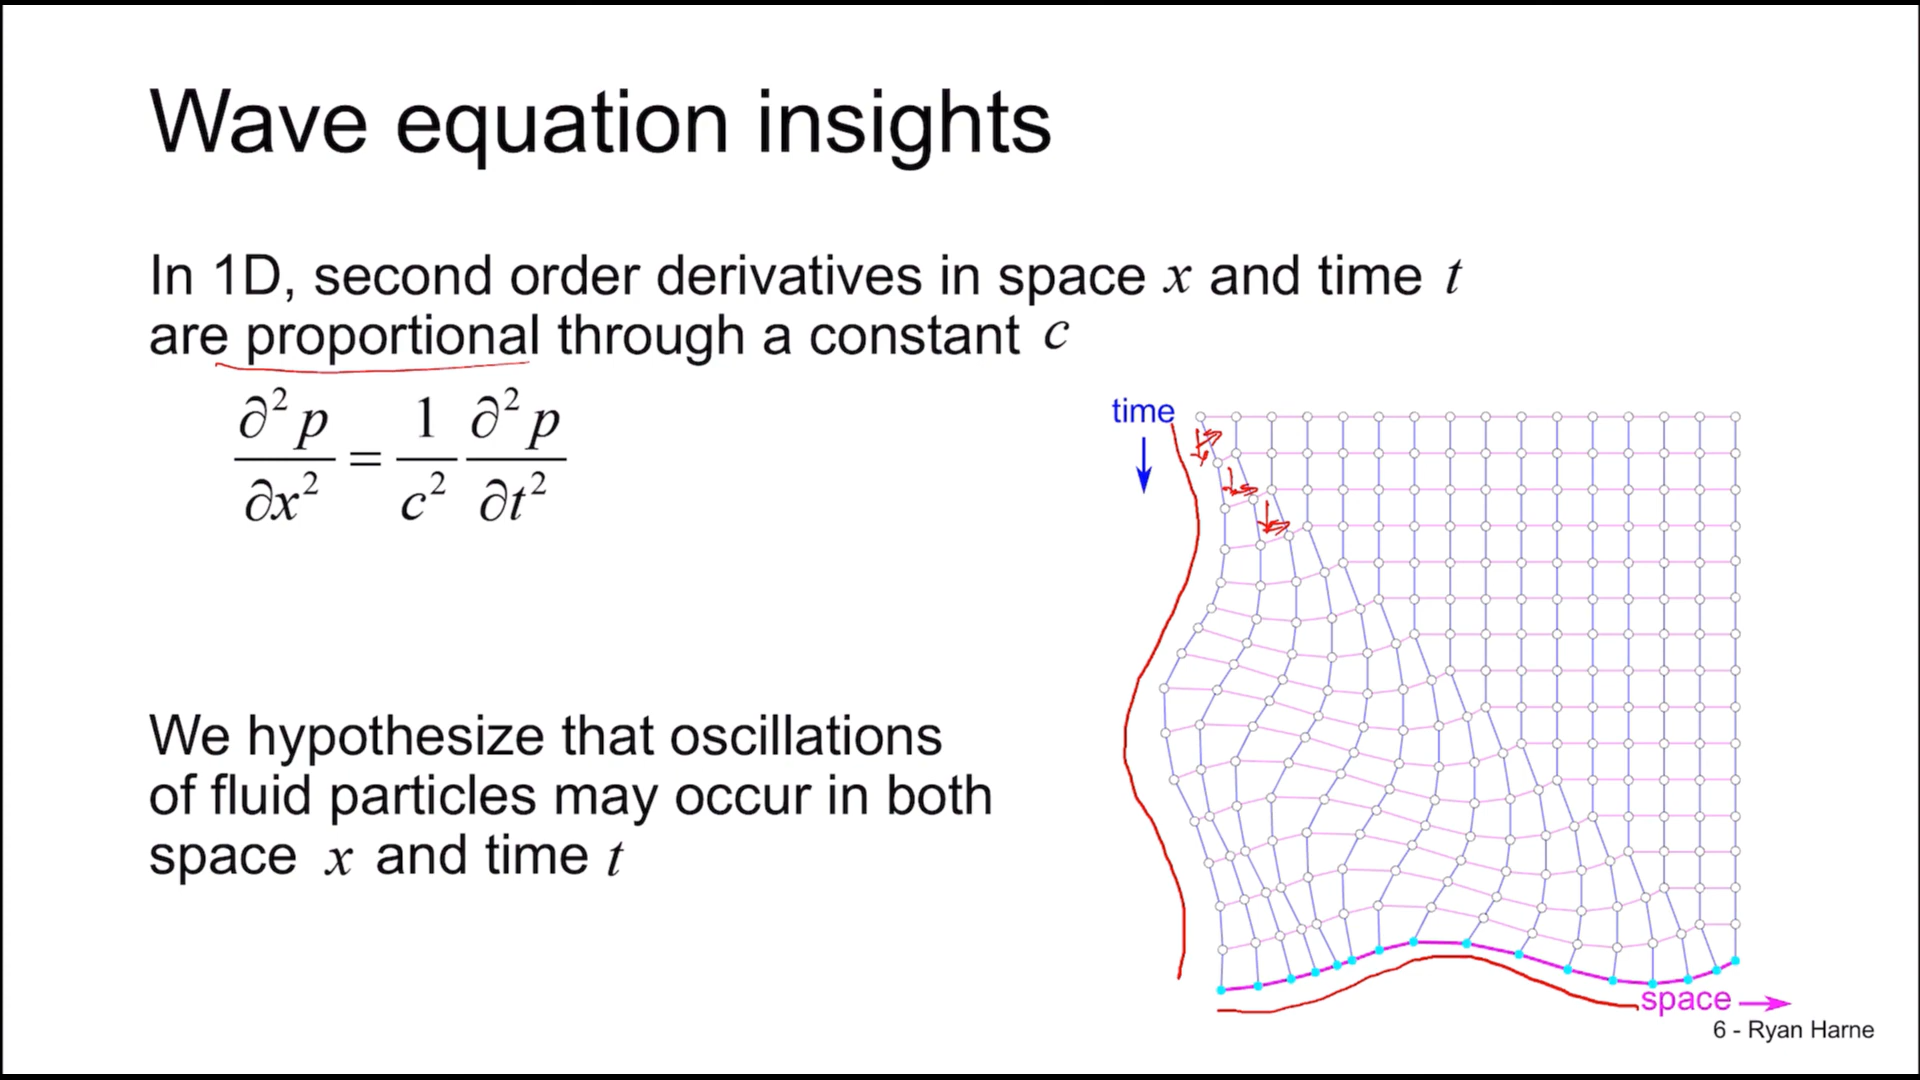 Wave equation insights
In 1D, second order derivatives in space x and time t
are proportional through a constant c
∂²p/∂x² = 1/c² ∂²p/∂t²
time
We hypothesize that oscillations
of fluid particles may occur in both
space x and time t
space
6 - Ryan Harne